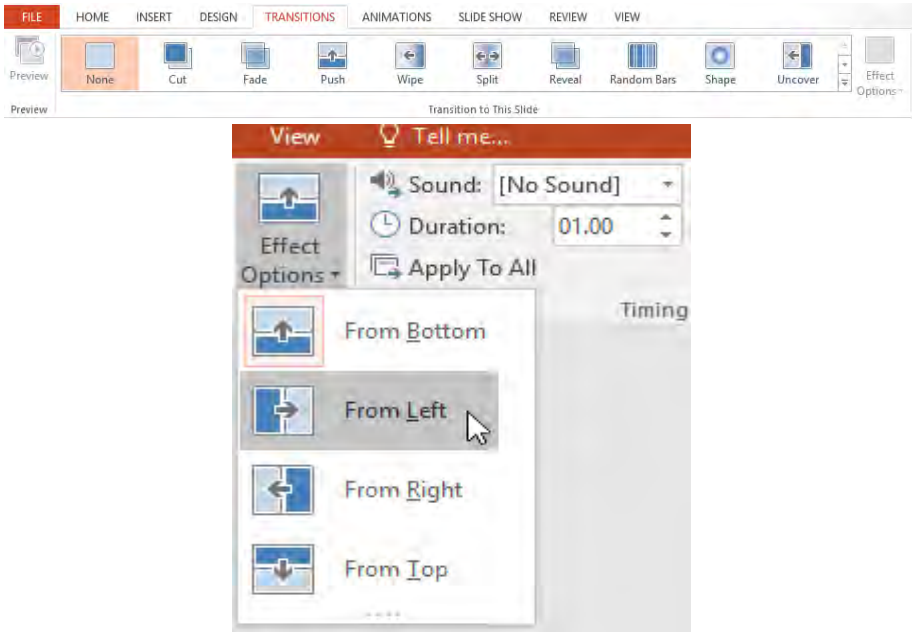 FILE HOME INSERT DESIGN TRANSITIONS ANIMATIONS SLIDE SHOW REVIEW VIEW
Preview None Cut Fade Push Wipe Split Reveal Random Bars Shape Uncover Effect
Options
Preview Transition to This Slide
View Tell me...
Sound: [No Sound]
Duration: 01.00
Effect
Options Apply To All
Timing
From Bottom
From Left
From Right
From Top